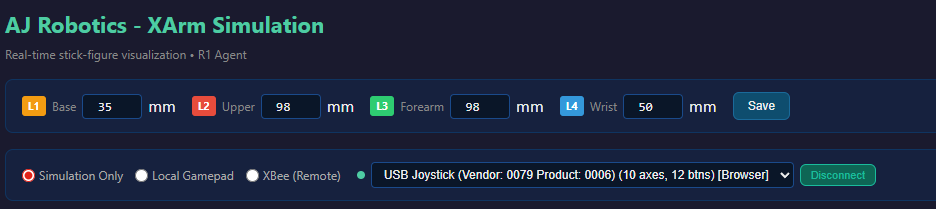 AJ Robotics - XArm Simulation
Real-time stick-figure visualization • R1 Agent
L1 Base 35 mm L2 Upper 98 mm L3 Forearm 98 mm L4 Wrist 50 mm Save
Simulation Only Local Gamepad XBee (Remote) USB Joystick (Vendor: 0079 Product: 0006) (10 axes, 12 btns) [Browser] Disconnect